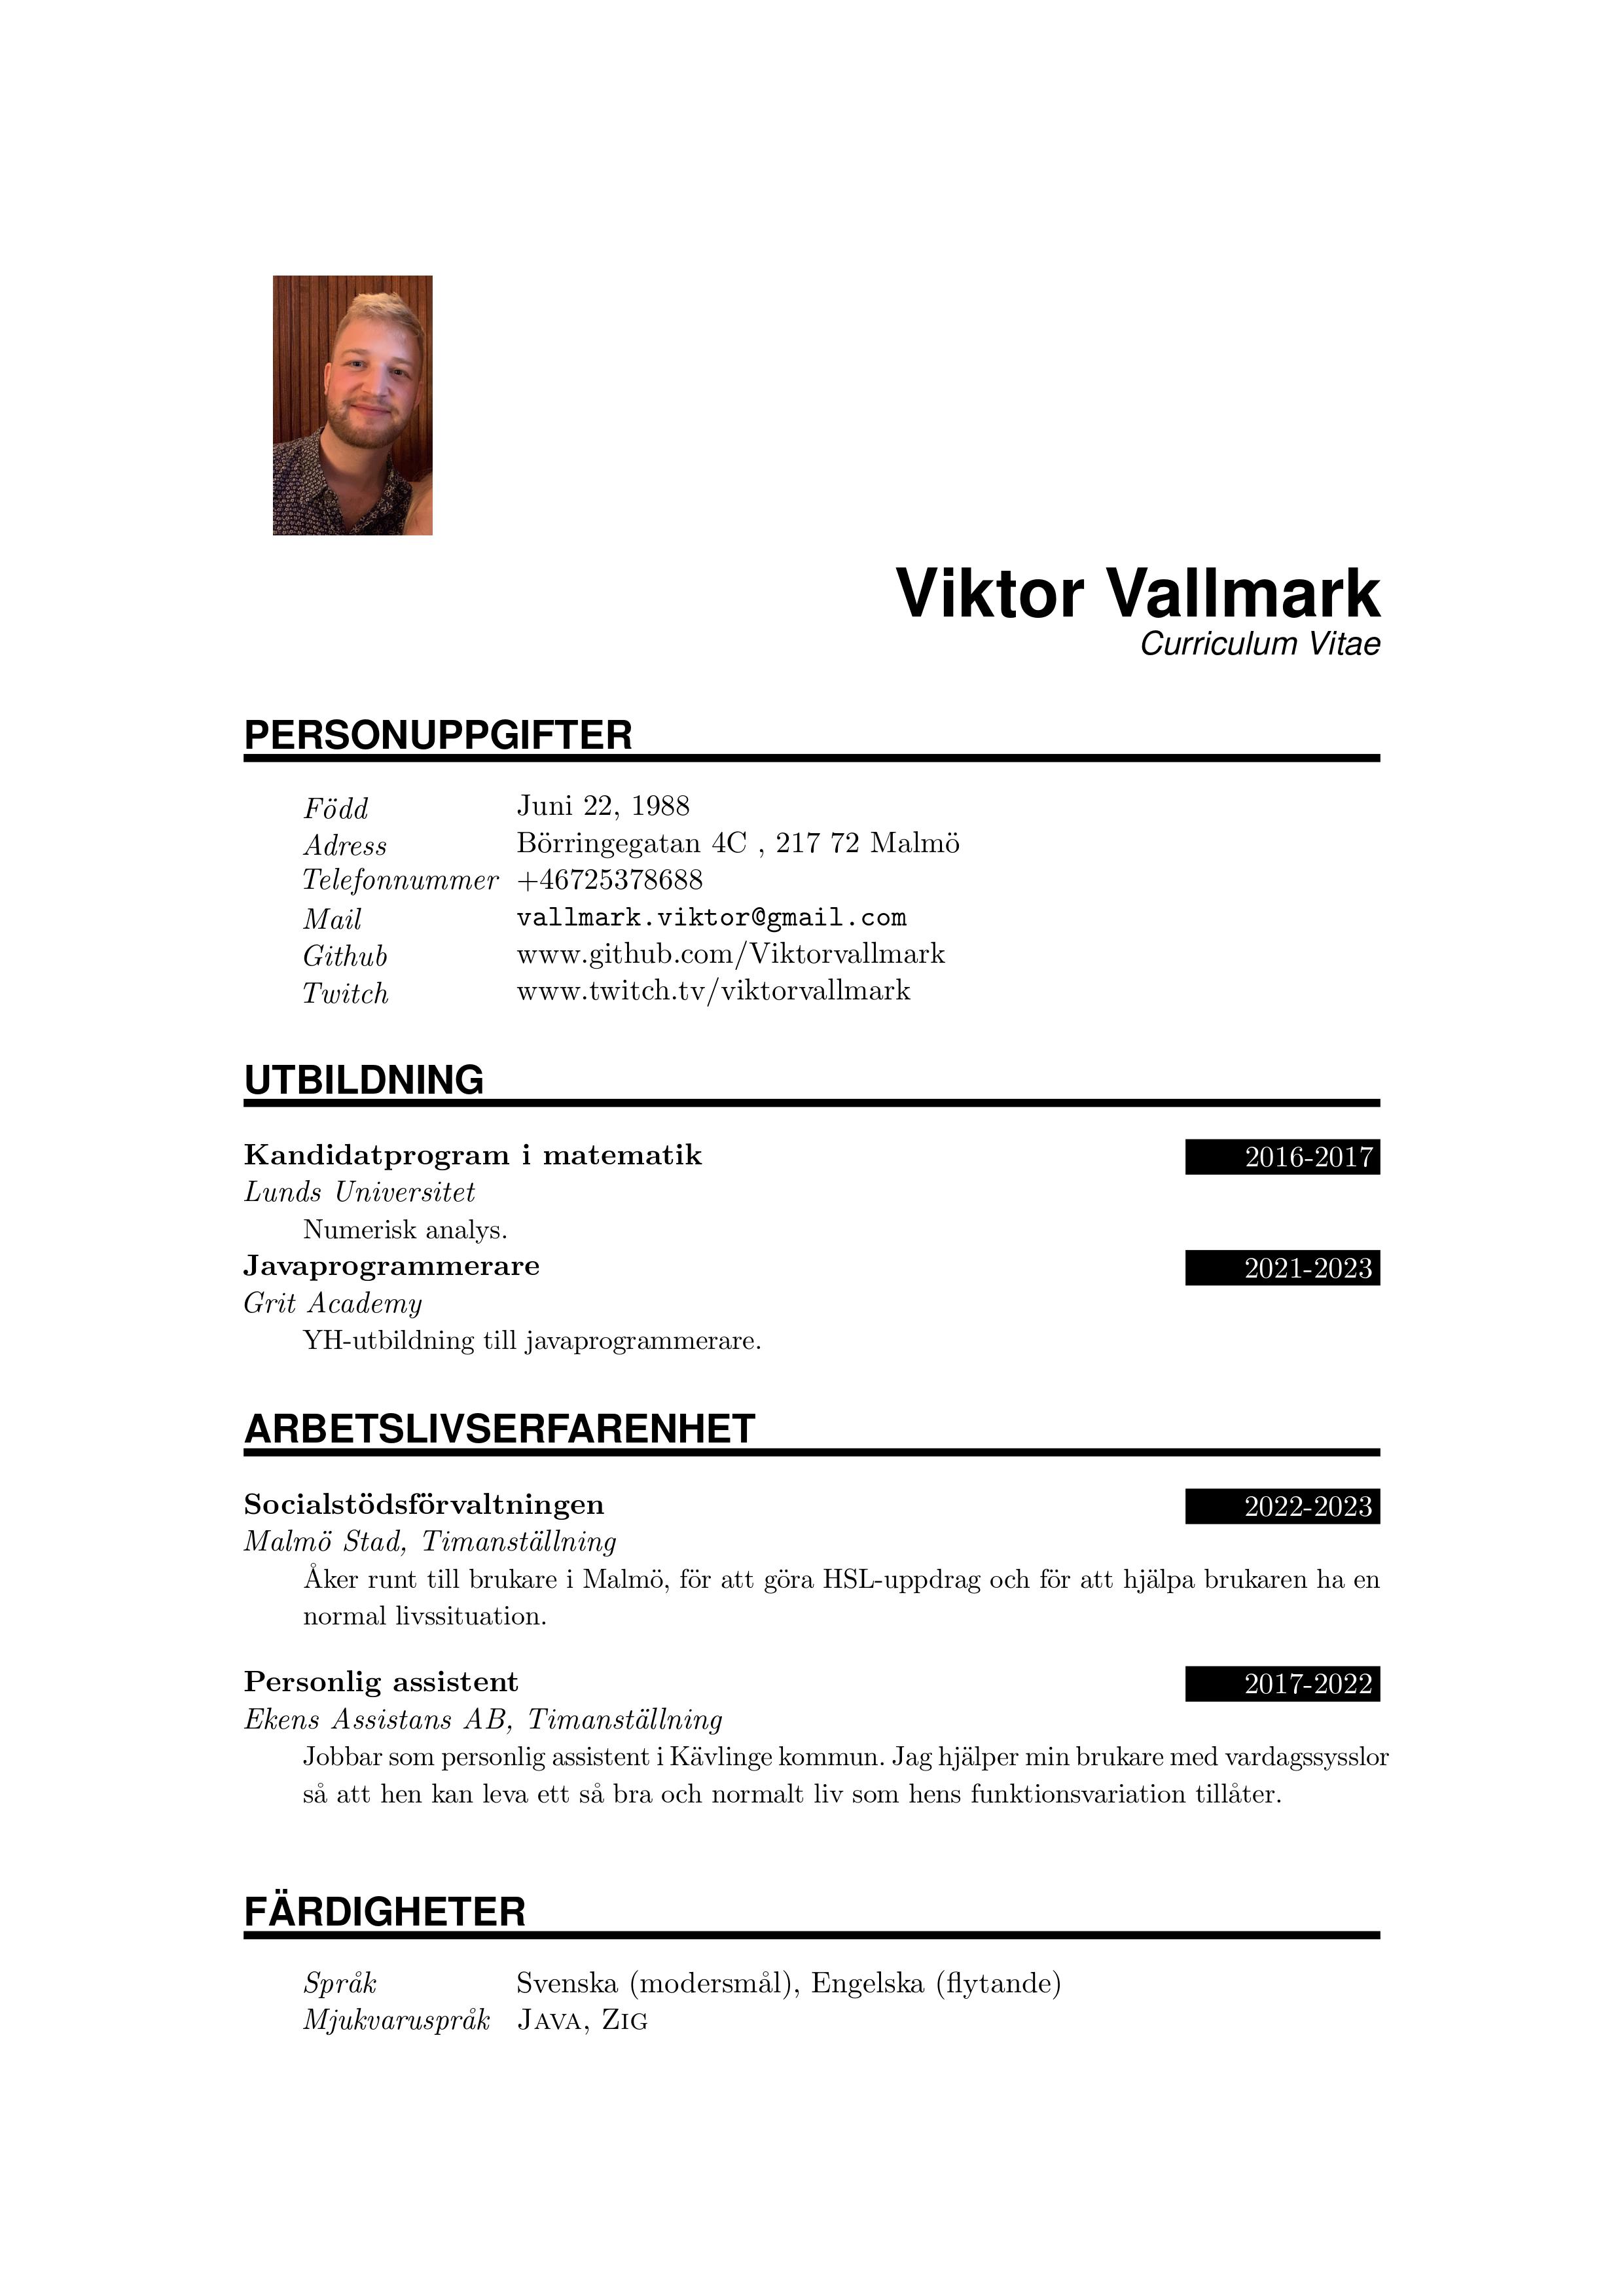 Viktor Vallmark
Curriculum Vitae
PERSONUPPGIFTER
Född Juni 22, 1988
Adress Börringegatan 4C , 217 72 Malmö
Telefonnummer +46725378688
Mail vallmark.viktor@gmail.com
Github www.github.com/Viktorvallmark
Twitch www.twitch.tv/viktorvallmark
UTBILDNING
Kandidatprogram i matematik 2016-2017
Lunds Universitet
Numerisk analys.
Javaprogrammerare 2021-2023
Grit Academy
YH-utbildning till javaprogrammerare.
ARBETSLIVSERFARENHET
Socialstödsförvaltningen 2022-2023
Malmö Stad, Timanställning
Åker runt till brukare i Malmö, för att göra HSL-uppdrag och för att hjälpa brukaren ha en
normal livssituation.
Personlig assistent 2017-2022
Ekens Assistans AB, Timanställning
Jobbar som personlig assistent i Kävlinge kommun. Jag hjälper min brukare med vardagssysslor
så att hen kan leva ett så bra och normalt liv som hens funktionsvariation tillåter.
FÄRDIGHETER
Språk Svenska (modersmål), Engelska (flytande)
Mjukvaruspråk Java, Zig